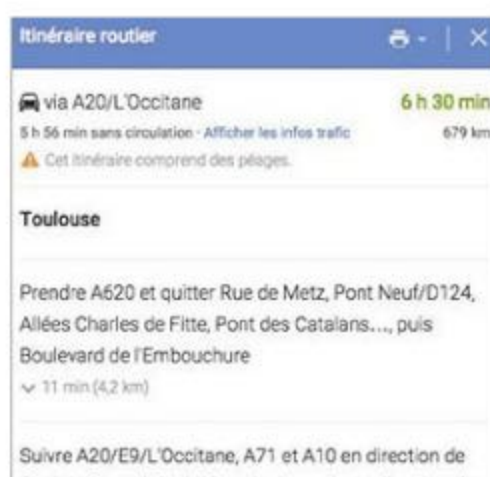 Itinéraire routier
via A20/L'Occitane 6 h 30 min
5 h 56 min sans circulation · Afficher les infos trafic 679 km
Cet itinéraire comprend des péages.
Toulouse
Prendre A620 et quitter Rue de Metz, Pont Neuf/D124,
Allées Charles de Fitte, Pont des Catalans..., puis
Boulevard de l'Embouchure
11 min (4,2 km)
Suivre A20/E9/L'Occitane, A71 et A10 en direction de